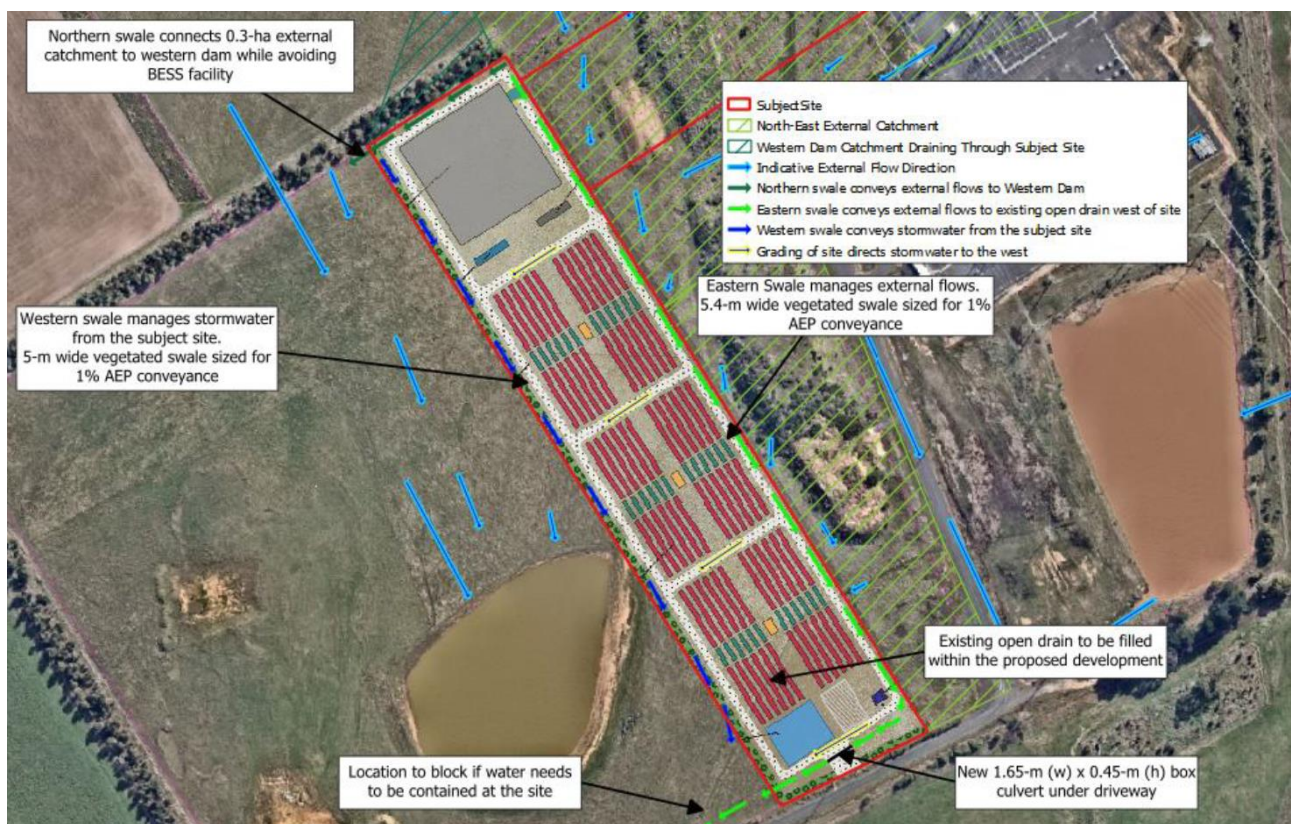 Northern swale connects 0.3-ha external
catchment to western dam while avoiding
BESS facility
SubjectSite
North-East External Catchment
Western Dam Catchment Draining Through Subject Site
Indicative External Flow Direction
Northern swale conveys external flows to Western Dam
Eastern swale conveys external flows to existing open drain west of site
Western swale conveys stormwater from the subject site
Grading of site directs stormwater to the west
Eastern Swale manages external flows.
5.4-m wide vegetated swale sized for 1%
AEP conveyance
Western swale manages stormwater
from the subject site.
5-m wide vegetated swale sized for
1% AEP conveyance
Existing open drain to be filled
within the proposed development
Location to block if water needs
to be contained at the site
New 1.65-m (w) x 0.45-m (h) box
culvert under driveway